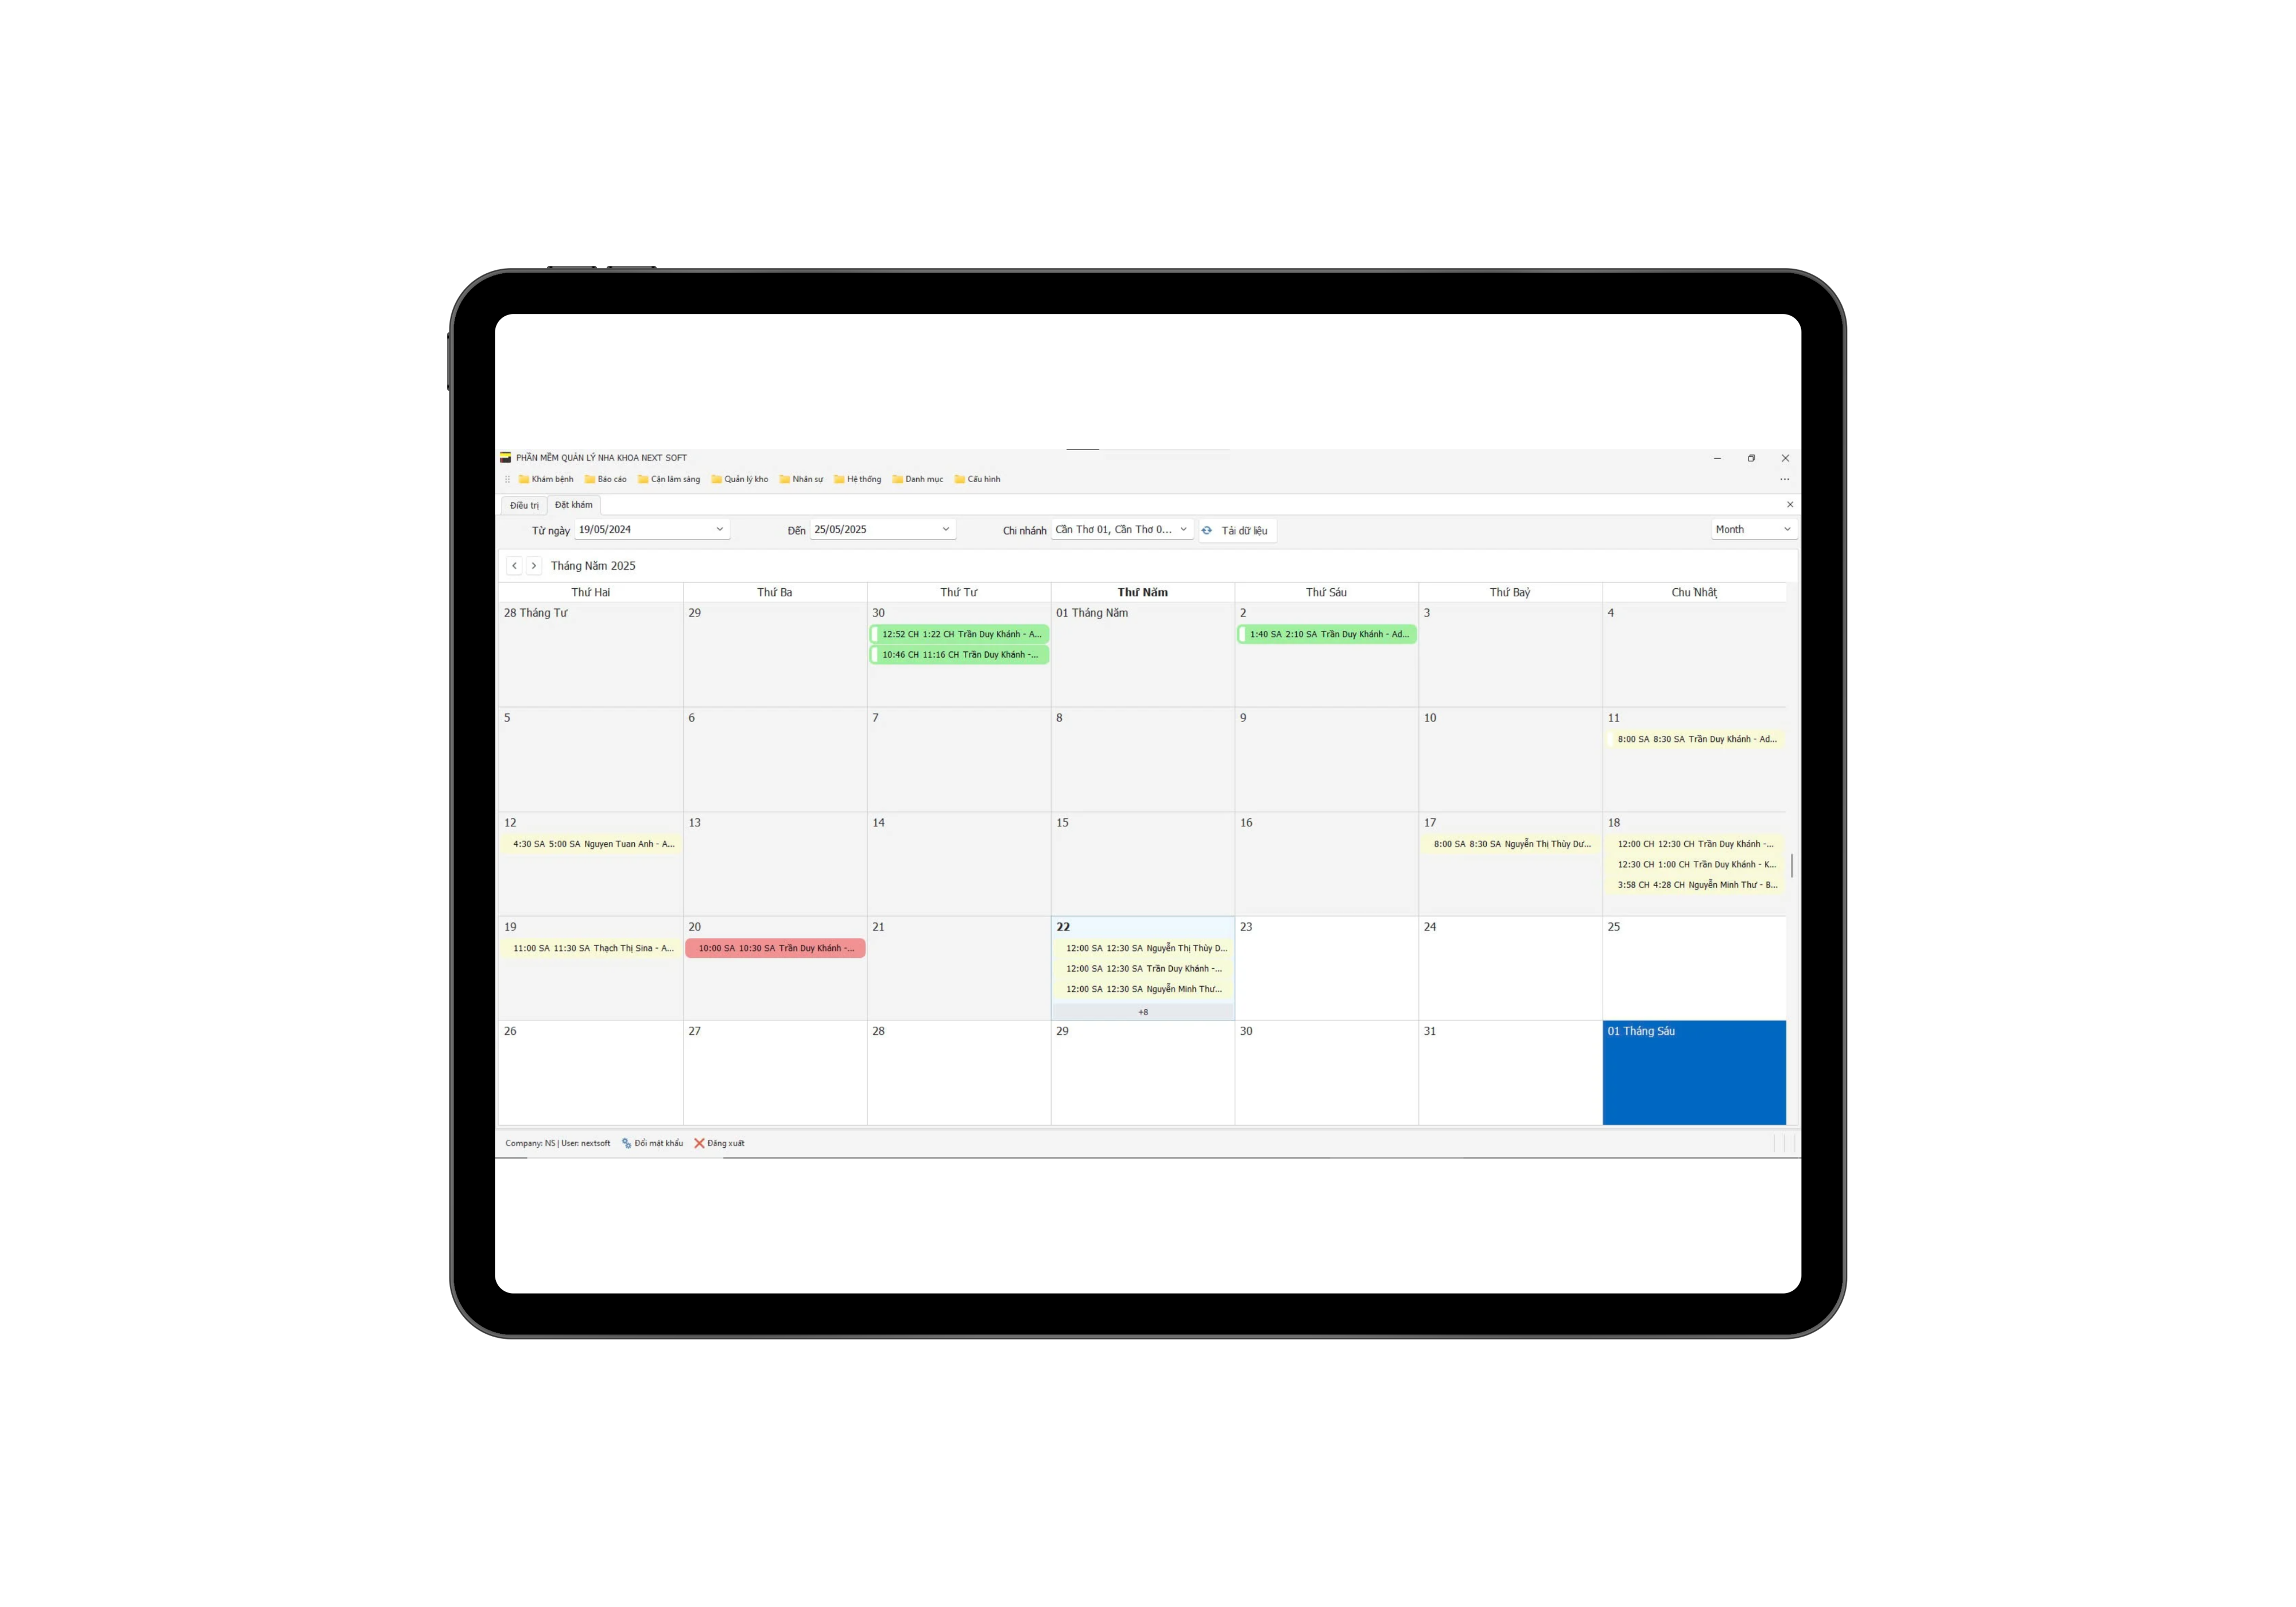 PHẦN MỀM QUẢN LÝ NHA KHOA NEXT SOFT
Khám bệnh Báo cáo Cận lâm sàng Quản lý kho Nhân sự Hệ thống Danh mục Cấu hình
Điều trị Đặt khám
Từ ngày 19/05/2024 Đến 25/05/2025 Chi nhánh Cần Thơ 01, Cần Thơ 0... Tải dữ liệu Month
Tháng Năm 2025
Thứ Hai Thứ Ba Thứ Tư Thứ Năm Thứ Sáu Thứ Bảy Chủ Nhật
28 Tháng Tư 29 30 01 Tháng Năm 2 3 4
12:52 CH 1:22 CH Trần Duy Khánh - A... 1:40 SA 2:10 SA Trần Duy Khánh - Ad...
10:46 CH 11:16 CH Trần Duy Khánh -...
5 6 7 8 9 10 11
8:00 SA 8:30 SA Trần Duy Khánh - Ad...
12 13 14 15 16 17 18
4:30 SA 5:00 SA Nguyen Tuan Anh - A... 8:00 SA 8:30 SA Nguyễn Thị Thùy Dư... 12:00 CH 12:30 CH Trần Duy Khánh -...
12:30 CH 1:00 CH Trần Duy Khánh - K...
3:58 CH 4:28 CH Nguyễn Minh Thư - B...
19 20 21 22 23 24 25
11:00 SA 11:30 SA Thạch Thị Sina - A... 10:00 SA 10:30 SA Trần Duy Khánh -... 12:00 SA 12:30 SA Nguyễn Thị Thùy D...
12:00 SA 12:30 SA Trần Duy Khánh -...
12:00 SA 12:30 SA Nguyễn Minh Thư...
+8
26 27 28 29 30 31 01 Tháng Sáu
Company: NS | User: nextsoft Đổi mật khẩu Đăng xuất